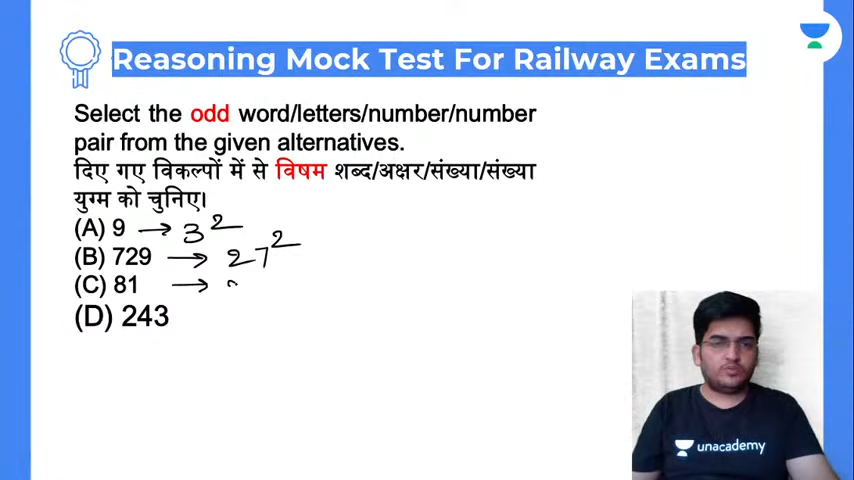 Reasoning Mock Test For Railway Exams
Select the odd word/letters/number/number
pair from the given alternatives.
दिए गए विकल्पों में से विषम शब्द/अक्षर/संख्या/संख्या
युग्म को चुनिए।
(A) 9 → 3²
(B) 729 → 27²
(C) 81 →
(D) 243
unacademy